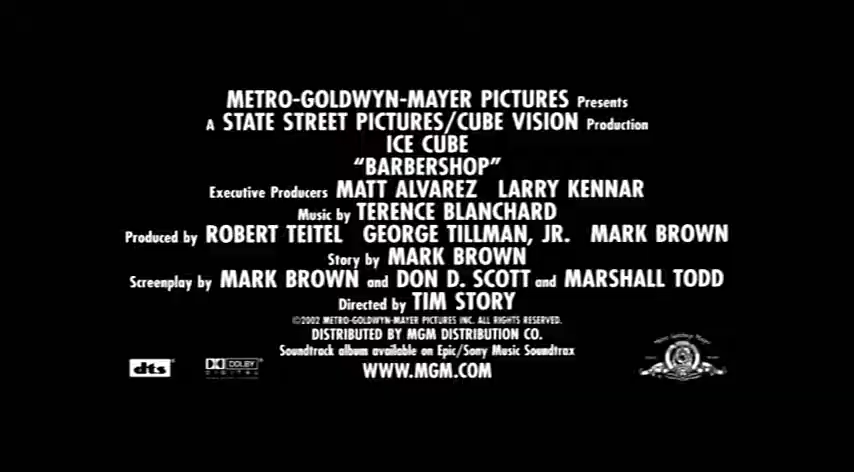 METRO-GOLDWYN-MAYER PICTURES Presents
A STATE STREET PICTURES/CUBE VISION Production
ICE CUBE
“BARBERSHOP”
Executive Producers MATT ALVAREZ LARRY KENNAR
Music by TERENCE BLANCHARD
Produced by ROBERT TEITEL GEORGE TILLMAN, JR. MARK BROWN
Story by MARK BROWN
Screenplay by MARK BROWN and DON D. SCOTT and MARSHALL TODD
Directed by TIM STORY
©2002 METRO-GOLDWYN-MAYER PICTURES INC. ALL RIGHTS RESERVED.
DISTRIBUTED BY MGM DISTRIBUTION CO.
Soundtrack album available on Epic/Sony Music Soundtrax
WWW.MGM.COM
dts
DOLBY
DIGITAL
Metro Goldwyn Mayer